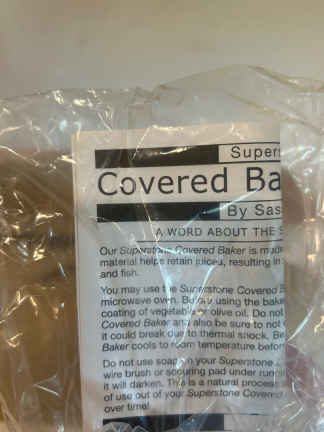 Supers
Covered Ba
By Sas
A WORD ABOUT THE S
Our Superstone Covered Baker is made
material helps retain juices, resulting in
and fish.
You may use the Superstone Covered B
microwave oven. Before using the bake
coating of vegetable or olive oil. Do not
Covered Baker and also be sure to not
it could break due to thermal shock. Be
Baker cools to room temperature before
Do not use soap on your Superstone
wire brush or scouring pad under run
it will darken. This is a natural process
of use out of your Superstone Covered
over time!